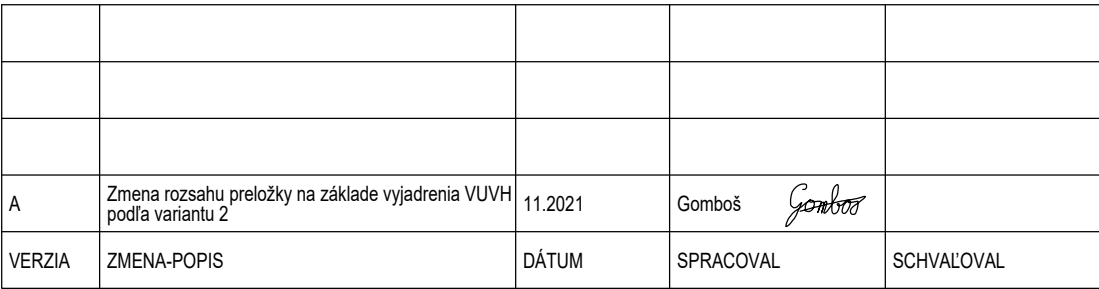 A Zmena rozsahu preložky na základe vyjadrenia VUVH podľa variantu 2 11.2021 Gomboš Gomboš
VERZIA ZMENA-POPIS DÁTUM SPRACOVAL SCHVAĽOVAL